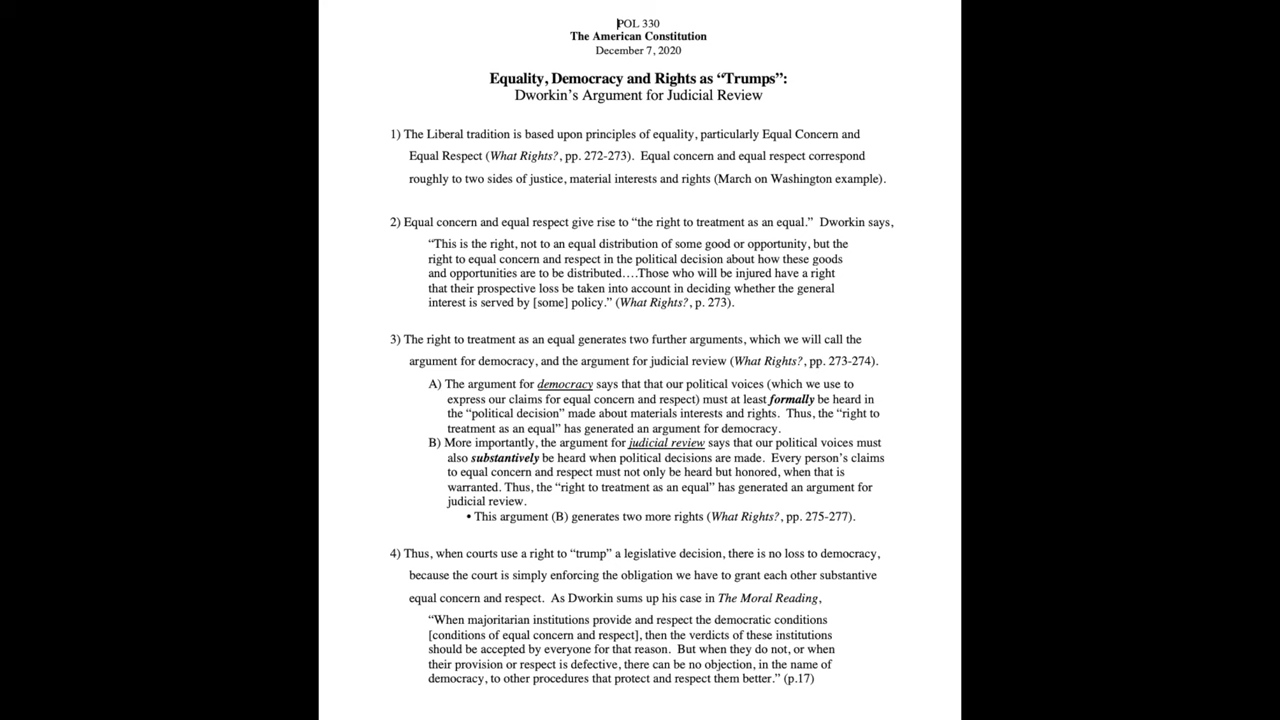 POL 330
The American Constitution
December 7, 2020
Equality, Democracy and Rights as “Trumps”:
Dworkin’s Argument for Judicial Review
1) The Liberal tradition is based upon principles of equality, particularly Equal Concern and
Equal Respect (What Rights?, pp. 272-273). Equal concern and equal respect correspond
roughly to two sides of justice, material interests and rights (March on Washington example).
2) Equal concern and equal respect give rise to “the right to treatment as an equal.” Dworkin says,
“This is the right, not to an equal distribution of some good or opportunity, but the
right to equal concern and respect in the political decision about how these goods
and opportunities are to be distributed….Those who will be injured have a right
that their prospective loss be taken into account in deciding whether the general
interest is served by [some] policy.” (What Rights?, p. 273).
3) The right to treatment as an equal generates two further arguments, which we will call the
argument for democracy, and the argument for judicial review (What Rights?, pp. 273-274).
A) The argument for democracy says that that our political voices (which we use to
express our claims for equal concern and respect) must at least formally be heard in
the “political decision” made about materials interests and rights. Thus, the “right to
treatment as an equal” has generated an argument for democracy.
B) More importantly, the argument for judicial review says that our political voices must
also substantively be heard when political decisions are made. Every person’s claims
to equal concern and respect must not only be heard but honored, when that is
warranted. Thus, the “right to treatment as an equal” has generated an argument for
judicial review.
• This argument (B) generates two more rights (What Rights?, pp. 275-277).
4) Thus, when courts use a right to “trump” a legislative decision, there is no loss to democracy,
because the court is simply enforcing the obligation we have to grant each other substantive
equal concern and respect. As Dworkin sums up his case in The Moral Reading,
“When majoritarian institutions provide and respect the democratic conditions
[conditions of equal concern and respect], then the verdicts of these institutions
should be accepted by everyone for that reason. But when they do not, or when
their provision or respect is defective, there can be no objection, in the name of
democracy, to other procedures that protect and respect them better.” (p.17)